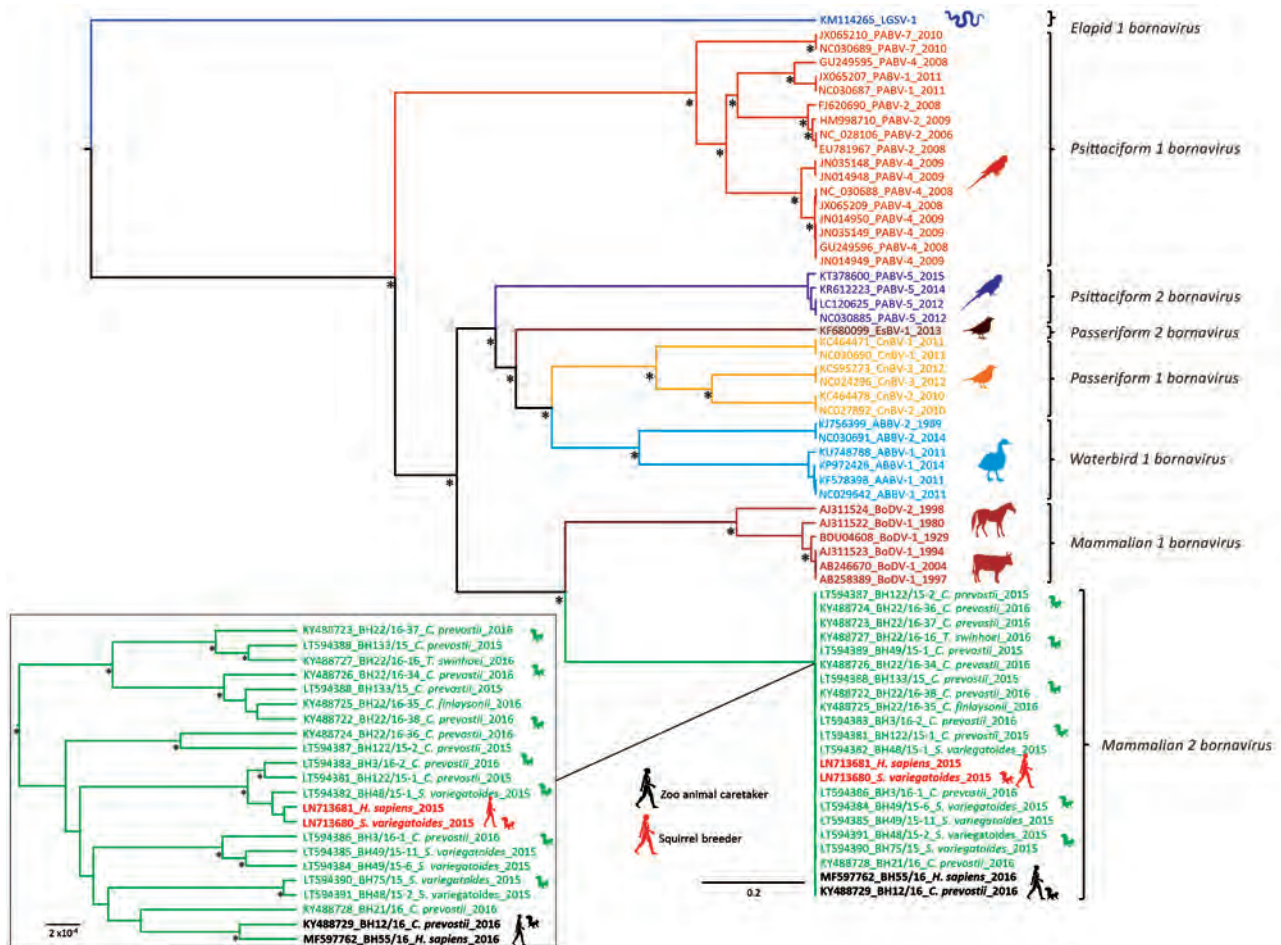 KM114265_LGSV-1
Elapid 1 bornavirus
JX065210_PABV-7_2010
NC030689_PABV-7_2010
GU249595_PABV-4_2008
JX065207_PABV-1_2011
NC030687_PABV-1_2011
FJ620690_PABV-2_2008
HM998710_PABV-2_2009
NC_028106_PABV-2_2006
EU781967_PABV-2_2008
JN035148_PABV-4_2009
JN014948_PABV-4_2009
NC_030688_PABV-4_2008
JX065209_PABV-4_2008
JN014950_PABV-4_2009
JN035149_PABV-4_2009
GU249596_PABV-4_2008
JN014949_PABV-4_2009
Psittaciform 1 bornavirus
KT378600_PABV-5_2015
KR612223_PABV-5_2014
LC120625_PABV-5_2012
NC030885_PABV-5_2012
Psittaciform 2 bornavirus
KF680099_EsBV-1_2013
Passeriform 2 bornavirus
KC464471_CnBV-1_2011
NC030690_CnBV-1_2011
KC595273_CnBV-3_2012
NC024296_CnBV-3_2012
KC464478_CnBV-2_2010
NC027892_CnBV-2_2010
Passeriform 1 bornavirus
KJ756399_ABBV-2_1989
NC030691_ABBV-2_2014
KU748788_ABBV-1_2011
KP972426_ABBV-1_2014
KF578398_AABV-1_2011
NC029642_ABBV-1_2011
Waterbird 1 bornavirus
AJ311524_BoDV-2_1998
AJ311522_BoDV-1_1980
BDU04608_BoDV-1_1929
AJ311523_BoDV-1_1994
AB246670_BoDV-1_2004
AB258389_BoDV-1_1997
Mammalian 1 bornavirus
LT594387_BH122/15-2_C. prevostii_2015
KY488724_BH22/16-36_C. prevostii_2016
KY488723_BH22/16-37_C. prevostii_2016
KY488727_BH22/16-16_T. swinhoei_2016
LT594389_BH49/15-1_C. prevostii_2015
KY488726_BH22/16-34_C. prevostii_2016
LT594388_BH133/15_C. prevostii_2015
KY488722_BH22/16-38_C. prevostii_2016
KY488725_BH22/16-35_C. finlaysonii_2016
LT594383_BH3/16-2_C. prevostii_2016
LT594381_BH122/15-1_C. prevostii_2015
LT594382_BH48/15-1_S. variegatoides_2015
LN713681_H. sapiens_2015
LN713680_S. variegatoides_2015
LT594386_BH3/16-1_C. prevostii_2016
LT594384_BH49/15-6_S. variegatoides_2015
LT594385_BH49/15-11_S. variegatoides_2015
LT594391_BH48/15-2_S. variegatoides_2015
LT594390_BH75/15_S. variegatoides_2015
KY488728_BH21/16_C. prevostii_2016
MF597762_BH55/16_H. sapiens_2016
KY488729_BH12/16_C. prevostii_2016
Mammalian 2 bornavirus
0.2
Zoo animal caretaker
Squirrel breeder
KY488723_BH22/16-37_C. prevostii_2016
LT594388_BH133/15_C. prevostii_2015
KY488727_BH22/16-16_T. swinhoei_2016
KY488726_BH22/16-34_C. prevostii_2016
LT594388_BH133/15_C. prevostii_2015
KY488725_BH22/16-35_C. finlaysonii_2016
KY488722_BH22/16-38_C. prevostii_2016
KY488724_BH22/16-36_C. prevostii_2016
LT594387_BH122/15-2_C. prevostii_2015
LT594383_BH3/16-2_C. prevostii_2016
LT594381_BH122/15-1_C. prevostii_2015
LT594382_BH48/15-1_S. variegatoides_2015
LN713681_H. sapiens_2015
LN713680_S. variegatoides_2015
LT594386_BH3/16-1_C. prevostii_2016
LT594385_BH49/15-11_S. variegatoides_2015
LT594384_BH49/15-6_S. variegatoides_2015
LT594390_BH75/15_S. variegatoides_2015
LT594391_BH48/15-2_S. variegatoides_2015
KY488728_BH21/16_C. prevostii_2016
KY488729_BH12/16_C. prevostii_2016
MF597762_BH55/16_H. sapiens_2016
2 x10⁻⁴